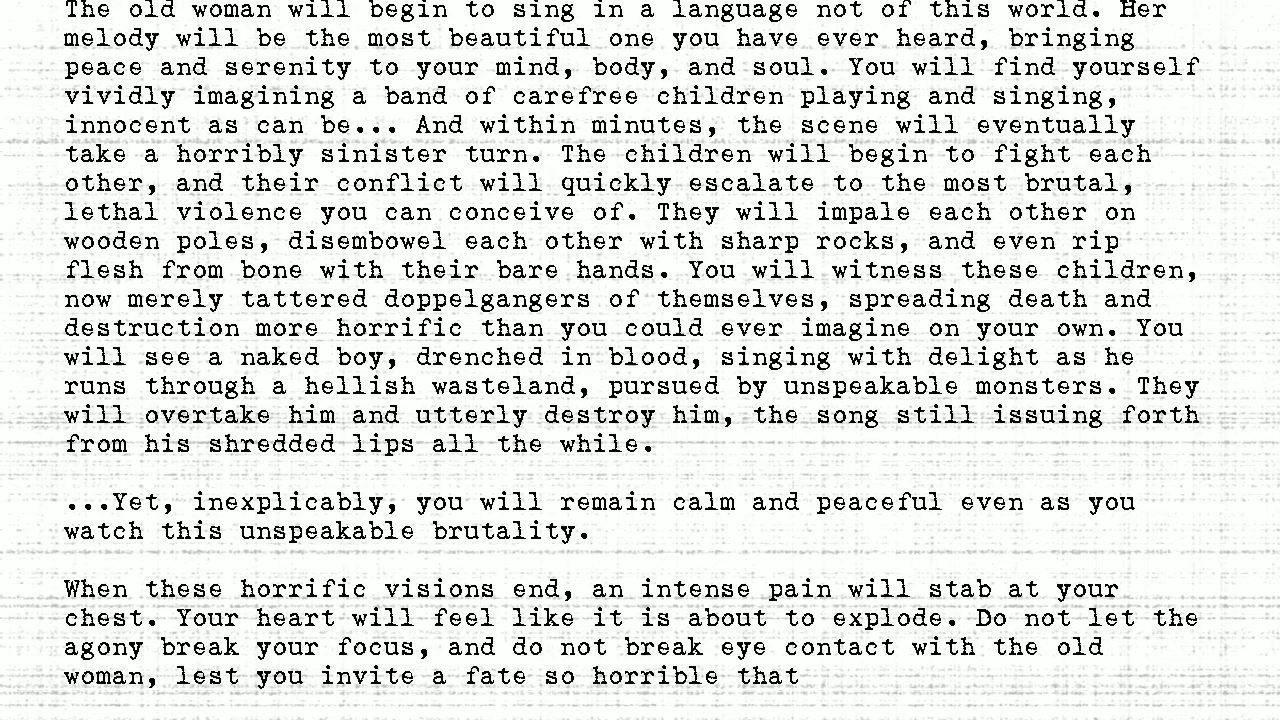 The old woman will begin to sing in a language not of this world. Her
melody will be the most beautiful one you have ever heard, bringing
peace and serenity to your mind, body, and soul. You will find yourself
vividly imagining a band of carefree children playing and singing,
innocent as can be... And within minutes, the scene will eventually
take a horribly sinister turn. The children will begin to fight each
other, and their conflict will quickly escalate to the most brutal,
lethal violence you can conceive of. They will impale each other on
wooden poles, disembowel each other with sharp rocks, and even rip
flesh from bone with their bare hands. You will witness these children,
now merely tattered doppelgangers of themselves, spreading death and
destruction more horrific than you could ever imagine on your own. You
will see a naked boy, drenched in blood, singing with delight as he
runs through a hellish wasteland, pursued by unspeakable monsters. They
will overtake him and utterly destroy him, the song still issuing forth
from his shredded lips all the while.
...Yet, inexplicably, you will remain calm and peaceful even as you
watch this unspeakable brutality.
When these horrific visions end, an intense pain will stab at your
chest. Your heart will feel like it is about to explode. Do not let the
agony break your focus, and do not break eye contact with the old
woman, lest you invite a fate so horrible that